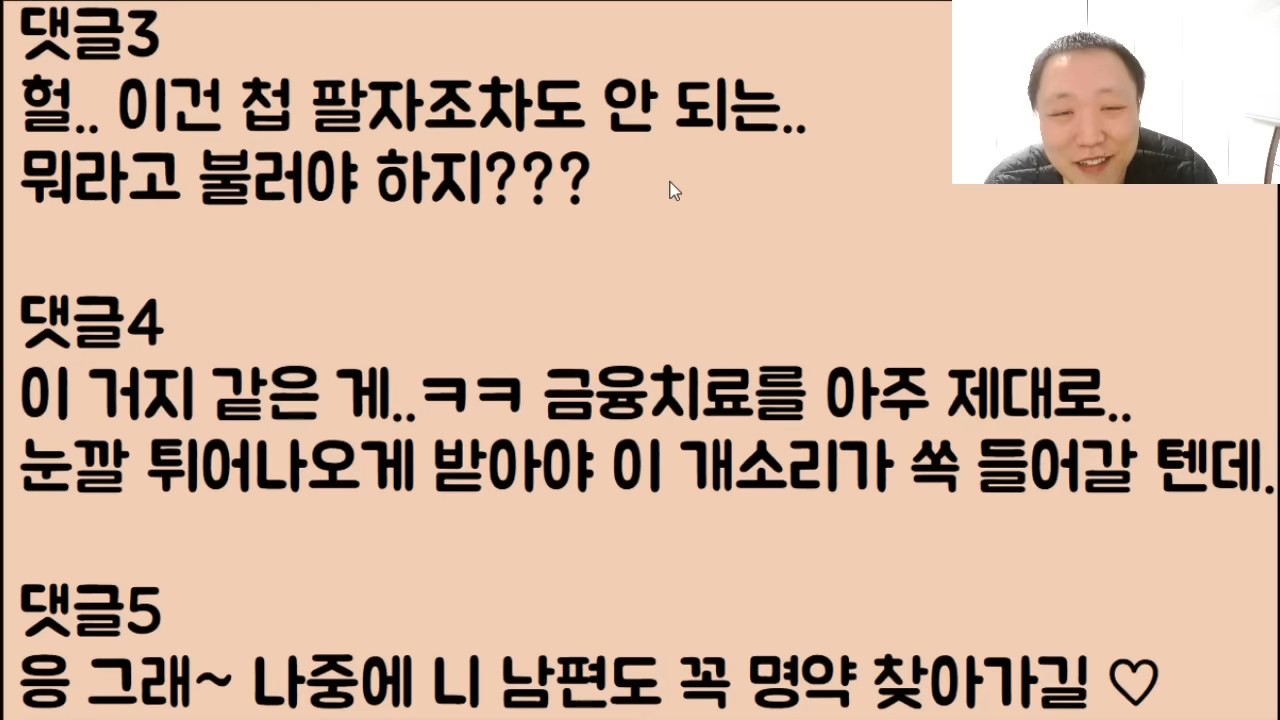 댓글3
헐.. 이건 첩 팔자조차도 안 되는..
뭐라고 불러야 하지???
댓글4
이 거지 같은 게..ㅋㅋ 금융치료를 아주 제대로..
눈깔 튀어나오게 받아야 이 개소리가 쏙 들어갈 텐데.
댓글5
응 그래~ 나중에 니 남편도 꼭 명약 찾아가길 ♡